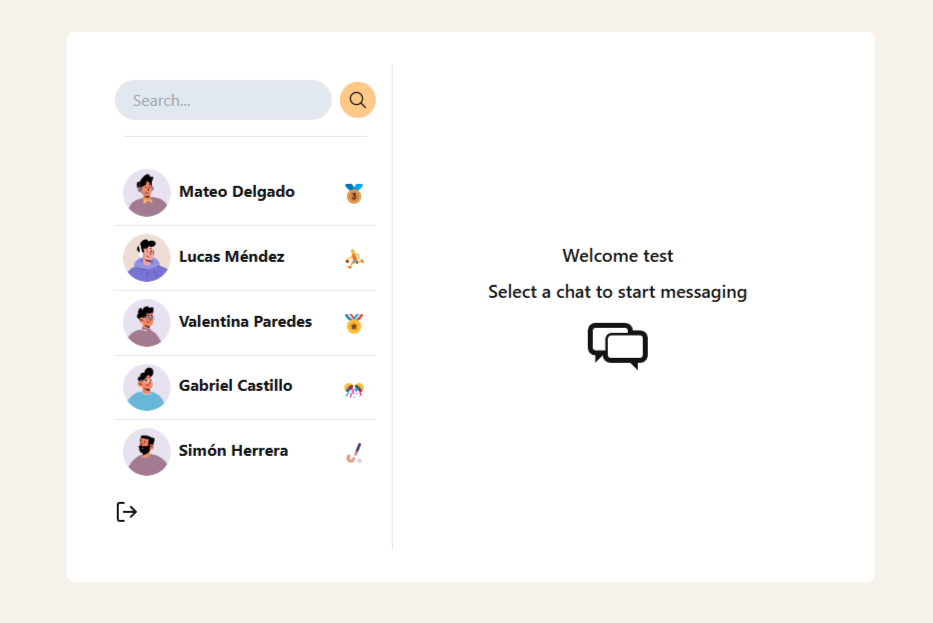 Search...
Mateo Delgado
Lucas Méndez
Valentina Paredes
Gabriel Castillo
Simón Herrera
Welcome test
Select a chat to start messaging